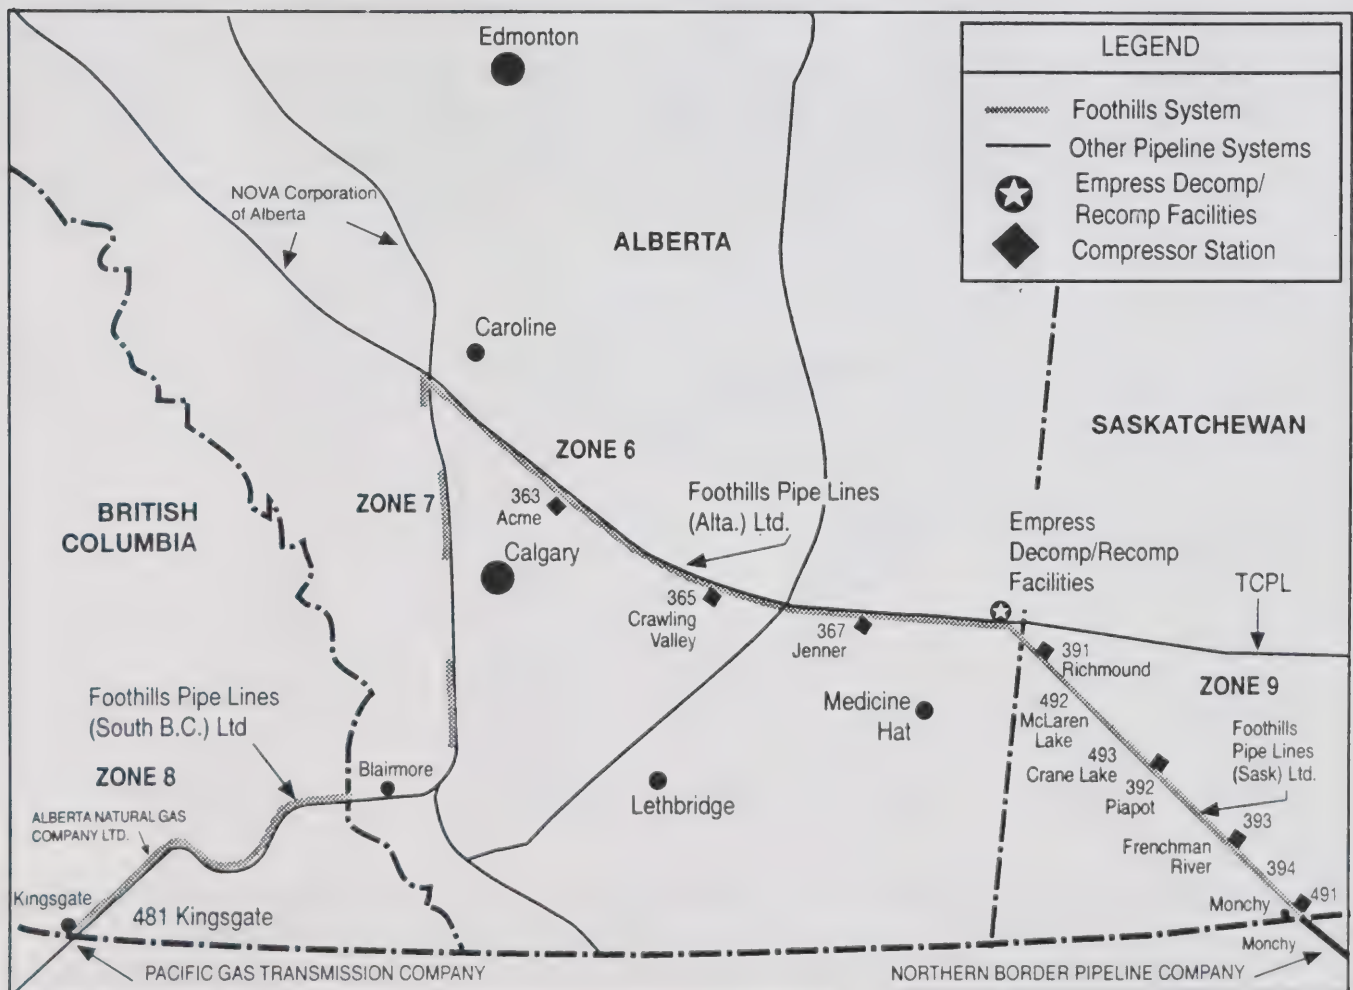 Edmonton
LEGEND
Foothills System
Other Pipeline Systems
Empress Decomp/
Recomp Facilities
Compressor Station
NOVA Corporation
of Alberta
ALBERTA
Caroline
SASKATCHEWAN
ZONE 6
ZONE 7
363
Acme
Foothills Pipe Lines
(Alta.) Ltd.
BRITISH
COLUMBIA
Calgary
Empress
Decomp/Recomp
Facilities
TCPL
365
Crawling
Valley
367
Jenner
391
Richmound
ZONE 9
Foothills Pipe Lines
(South B.C.) Ltd
ZONE 8
Medicine
Hat
492
McLaren
Lake
Foothills
Pipe Lines
(Sask) Ltd.
493
Crane Lake
392
Piapot
Blairmore
Lethbridge
ALBERTA NATURAL GAS
COMPANY LTD.
393
Frenchman
River
394
Kingsgate
481 Kingsgate
491
Monchy
Monchy
PACIFIC GAS TRANSMISSION COMPANY
NORTHERN BORDER PIPELINE COMPANY